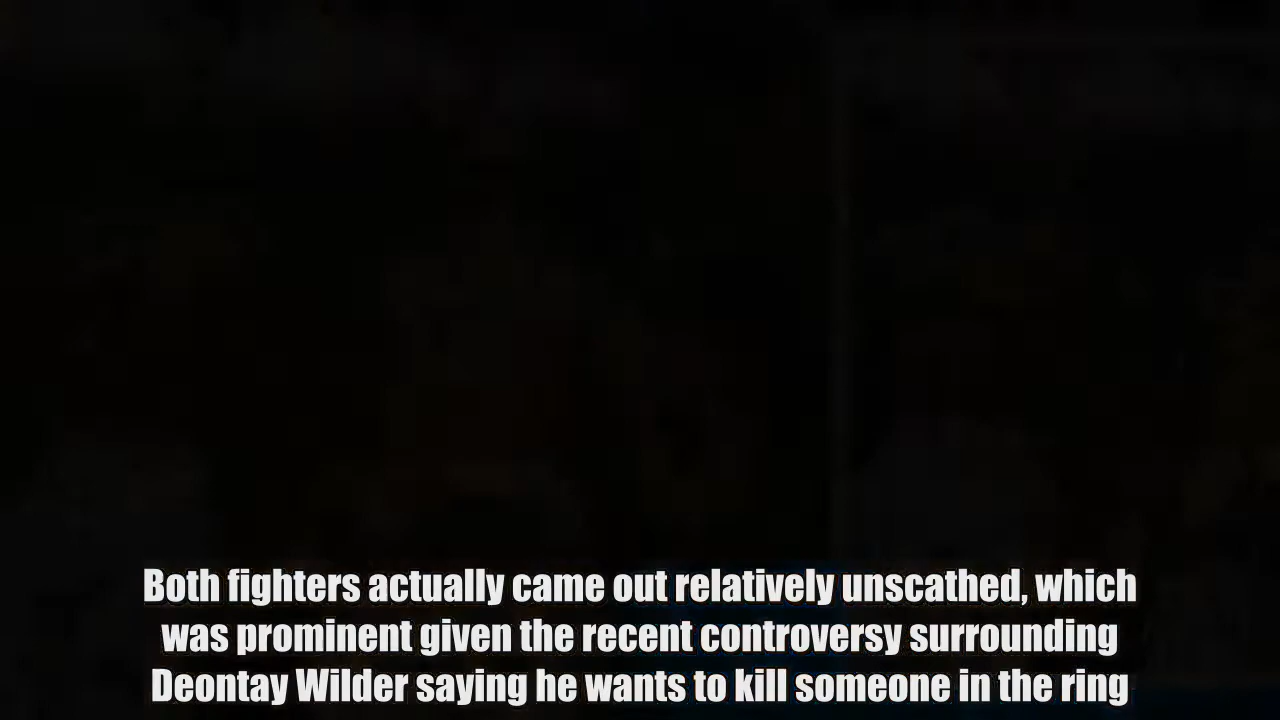 Both fighters actually came out relatively unscathed, which
was prominent given the recent controversy surrounding
Deontay Wilder saying he wants to kill someone in the ring